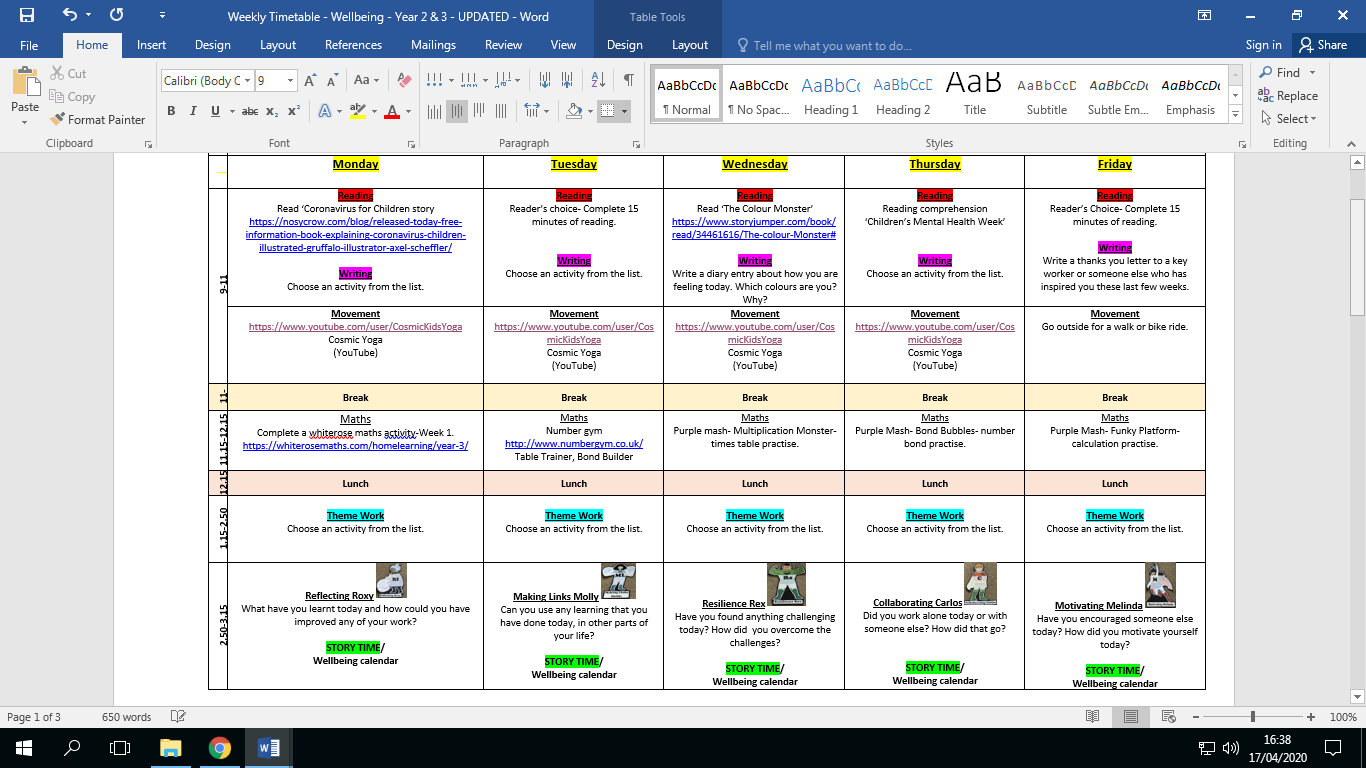 Weekly Timetable - Wellbeing - Year 2 & 3 - UPDATED - Word
Table Tools
File
Home
Insert
Design
Layout
References
Mailings
Review
View
Design
Layout
Tell me what you want to do...
Sign in
Share
Paste
Cut
Copy
Format Painter
Clipboard
Calibri (Body C
9
Font
Paragraph
AaBbCcDc
¶ Normal
AaBbCcDc
¶ No Spac...
AaBbCc
Heading 1
AaBbCcD
Heading 2
AaB
Title
AaBbCcD
Subtitle
AaBbCcDc
Subtle Em...
AaBbCcDc
Emphasis
Styles
Find
Replace
Select
Editing
Monday
Tuesday
Wednesday
Thursday
Friday
9-11
Reading
Read ‘Coronavirus for Children story
https://nosycrow.com/blog/released-today-free-
information-book-explaining-coronavirus-children-
illustrated-gruffalo-illustrator-axel-scheffler/
Writing
Choose an activity from the list.
Reading
Reader's choice- Complete 15
minutes of reading.
Writing
Choose an activity from the list.
Reading
Read ‘The Colour Monster’
https://www.storyjumper.com/book/
read/34461616/The-colour-Monster#
Writing
Write a diary entry about how you are
feeling today. Which colours are you?
Why?
Reading
Reading comprehension
‘Children’s Mental Health Week’
Writing
Choose an activity from the list.
Reading
Reader's Choice- Complete 15
minutes of reading.
Writing
Write a thanks you letter to a key
worker or someone else who has
inspired you these last few weeks.
Movement
https://www.youtube.com/user/CosmicKidsYoga
Cosmic Yoga
(YouTube)
Movement
https://www.youtube.com/user/Cos
micKidsYoga
Cosmic Yoga
(YouTube)
Movement
https://www.youtube.com/user/Cos
micKidsYoga
Cosmic Yoga
(YouTube)
Movement
https://www.youtube.com/user/Cos
micKidsYoga
Cosmic Yoga
(YouTube)
Movement
Go outside for a walk or bike ride.
11-
Break
Break
Break
Break
Break
11.15-12.15
Maths
Complete a whiterose maths activity-Week 1.
https://whiterosemaths.com/homelearning/year-3/
Maths
Number gym
http://www.numbergym.co.uk/
Table Trainer, Bond Builder
Maths
Purple mash- Multiplication Monster-
times table practise.
Maths
Purple Mash- Bond Bubbles- number
bond practise.
Maths
Purple Mash- Funky Platform-
calculation practise.
12.15
Lunch
Lunch
Lunch
Lunch
Lunch
1.15-2.50
Theme Work
Choose an activity from the list.
Theme Work
Choose an activity from the list.
Theme Work
Choose an activity from the list.
Theme Work
Choose an activity from the list.
Theme Work
Choose an activity from the list.
2.50-3.15
Reflecting Roxy
What have you learnt today and how could you have
improved any of your work?
STORY TIME/
Wellbeing calendar
Making Links Molly
Can you use any learning that you
have done today, in other parts of
your life?
STORY TIME/
Wellbeing calendar
Resilience Rex
Have you found anything challenging
today? How did you overcome the
challenges?
STORY TIME/
Wellbeing calendar
Collaborating Carlos
Did you work alone today or with
someone else? How did that go?
STORY TIME/
Wellbeing calendar
Motivating Melinda
Have you encouraged someone else
today? How did you motivate yourself
today?
STORY TIME/
Wellbeing calendar
Page 1 of 3
650 words
100%
16:38
17/04/2020